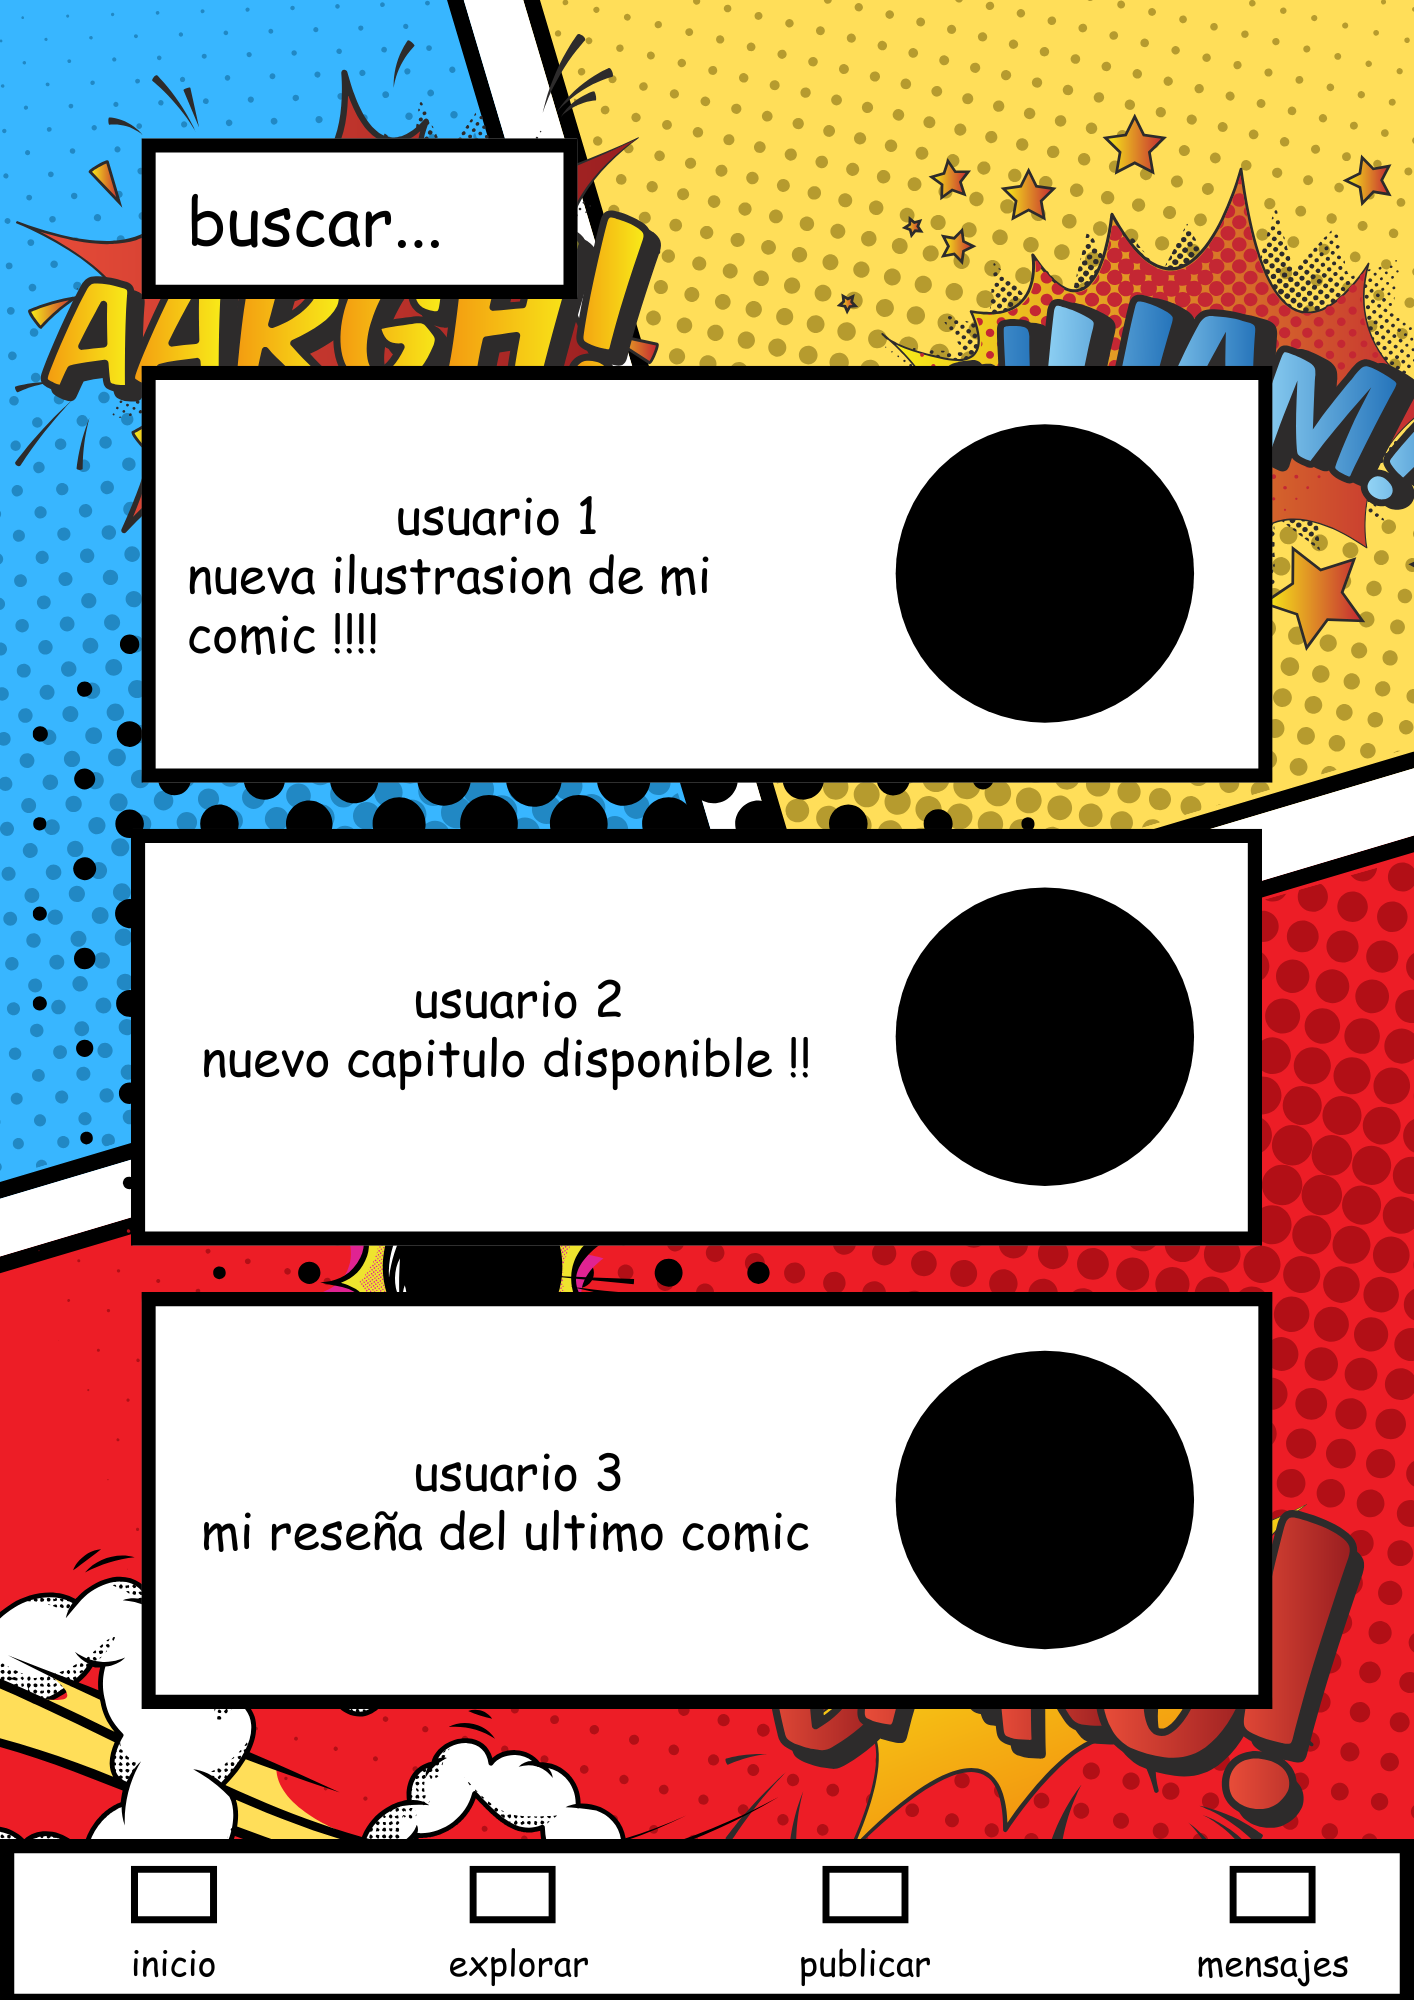 buscar...
AARGH!
usuario 1
nueva ilustrasion de mi
comic !!!!
usuario 2
nuevo capitulo disponible !!
usuario 3
mi reseña del ultimo comic
inicio
explorar
publicar
mensajes